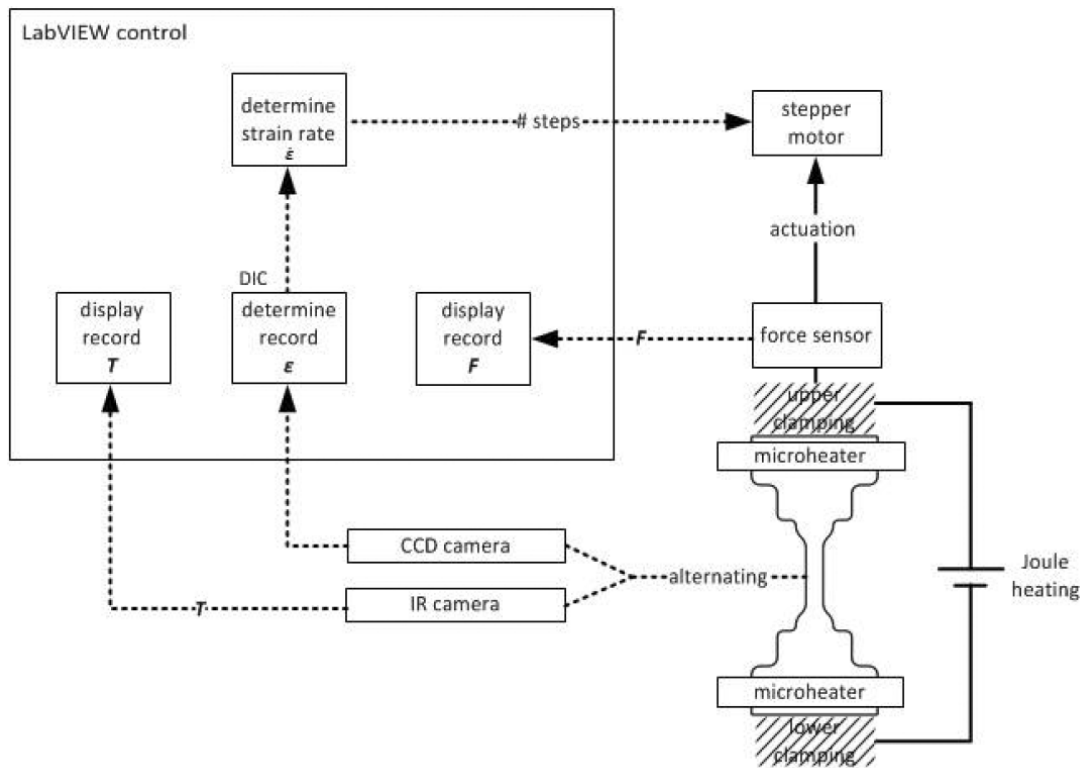 LabVIEW control
determine
strain rate
ε̇
# steps
stepper
motor
actuation
DIC
display
record
T
determine
record
ε
display
record
F
F
force sensor
upper
clamping
microheater
CCD camera
alternating
Joule
heating
IR camera
T
microheater
lower
clamping